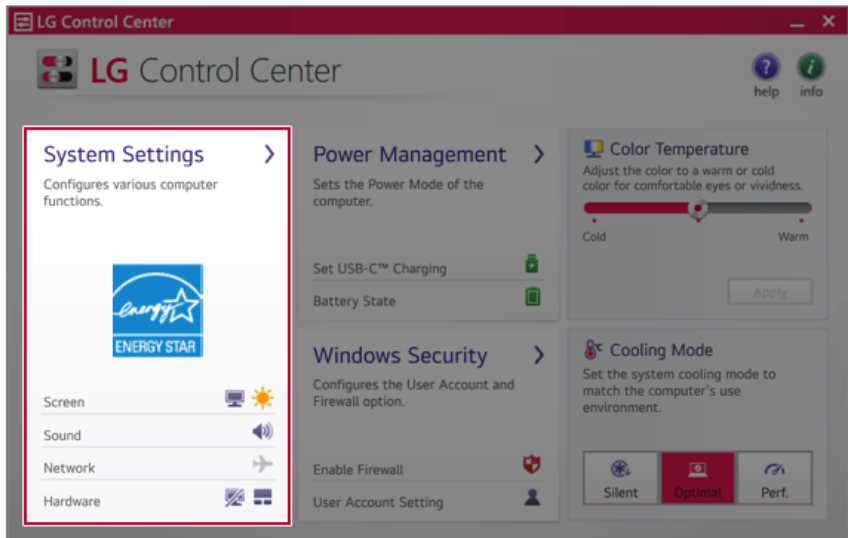 LG Control Center
LG Control Center
help
info
System Settings
Configures various computer
functions.
energy
ENERGY STAR
Screen
Sound
Network
Hardware
Power Management
Sets the Power Mode of the
computer.
Set USB-C™ Charging
Battery State
Windows Security
Configures the User Account and
Firewall option.
Enable Firewall
User Account Setting
Color Temperature
Adjust the color to a warm or cold
color for comfortable eyes or vividness.
Cold
Warm
Apply
Cooling Mode
Set the system cooling mode to
match the computer's use
environment.
Silent
Optimal
Perf.